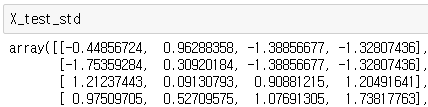 X_test_std
array([[-0.44856724, 0.96288358, -1.38856677, -1.32807436],
[-1.75359284, 0.30920184, -1.38856677, -1.32807436],
[ 1.21237443, 0.09130793, 0.90881215, 1.20491641],
[ 0.97509705, 0.52709575, 1.07691305, 1.73817763],